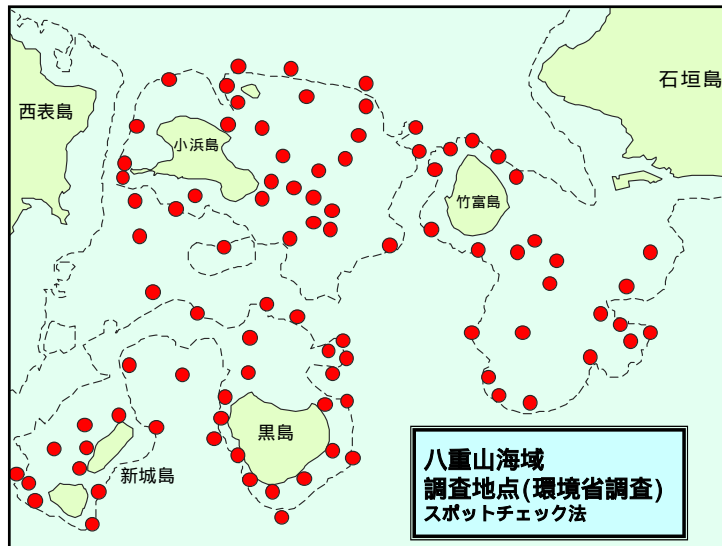 石垣島
西表島
小浜島
竹富島
黒島
新城島
八重山海域
調査地点(環境省調査)
スポットチェック法